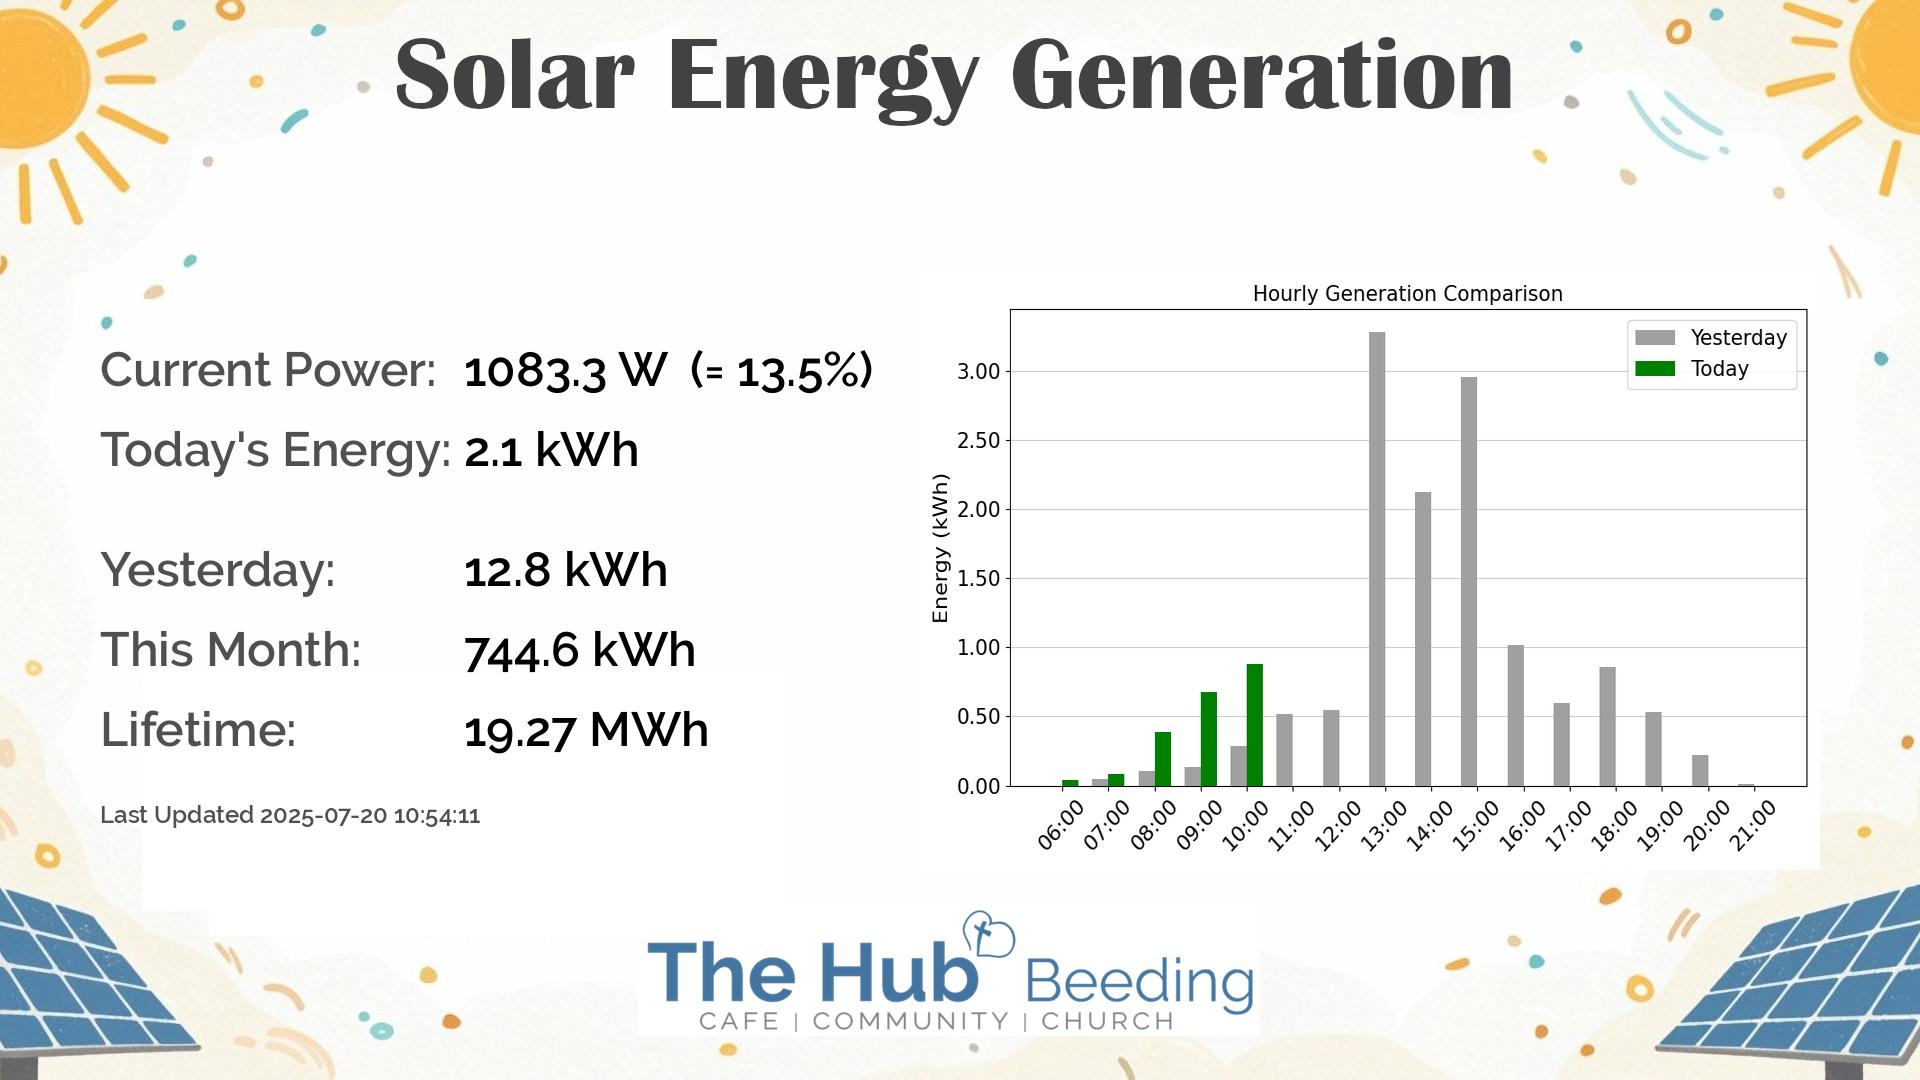 Solar Energy Generation
Current Power: 1083.3 W (= 13.5%)
Today's Energy: 2.1 kWh
Yesterday: 12.8 kWh
This Month: 744.6 kWh
Lifetime: 19.27 MWh
Last Updated 2025-07-20 10:54:11
Hourly Generation Comparison
Yesterday
Today
Energy (kWh)
3.00
2.50
2.00
1.50
1.00
0.50
0.00
06:00 07:00 08:00 09:00 10:00 11:00 12:00 13:00 14:00 15:00 16:00 17:00 18:00 19:00 20:00 21:00
The Hub Beeding
CAFE | COMMUNITY | CHURCH